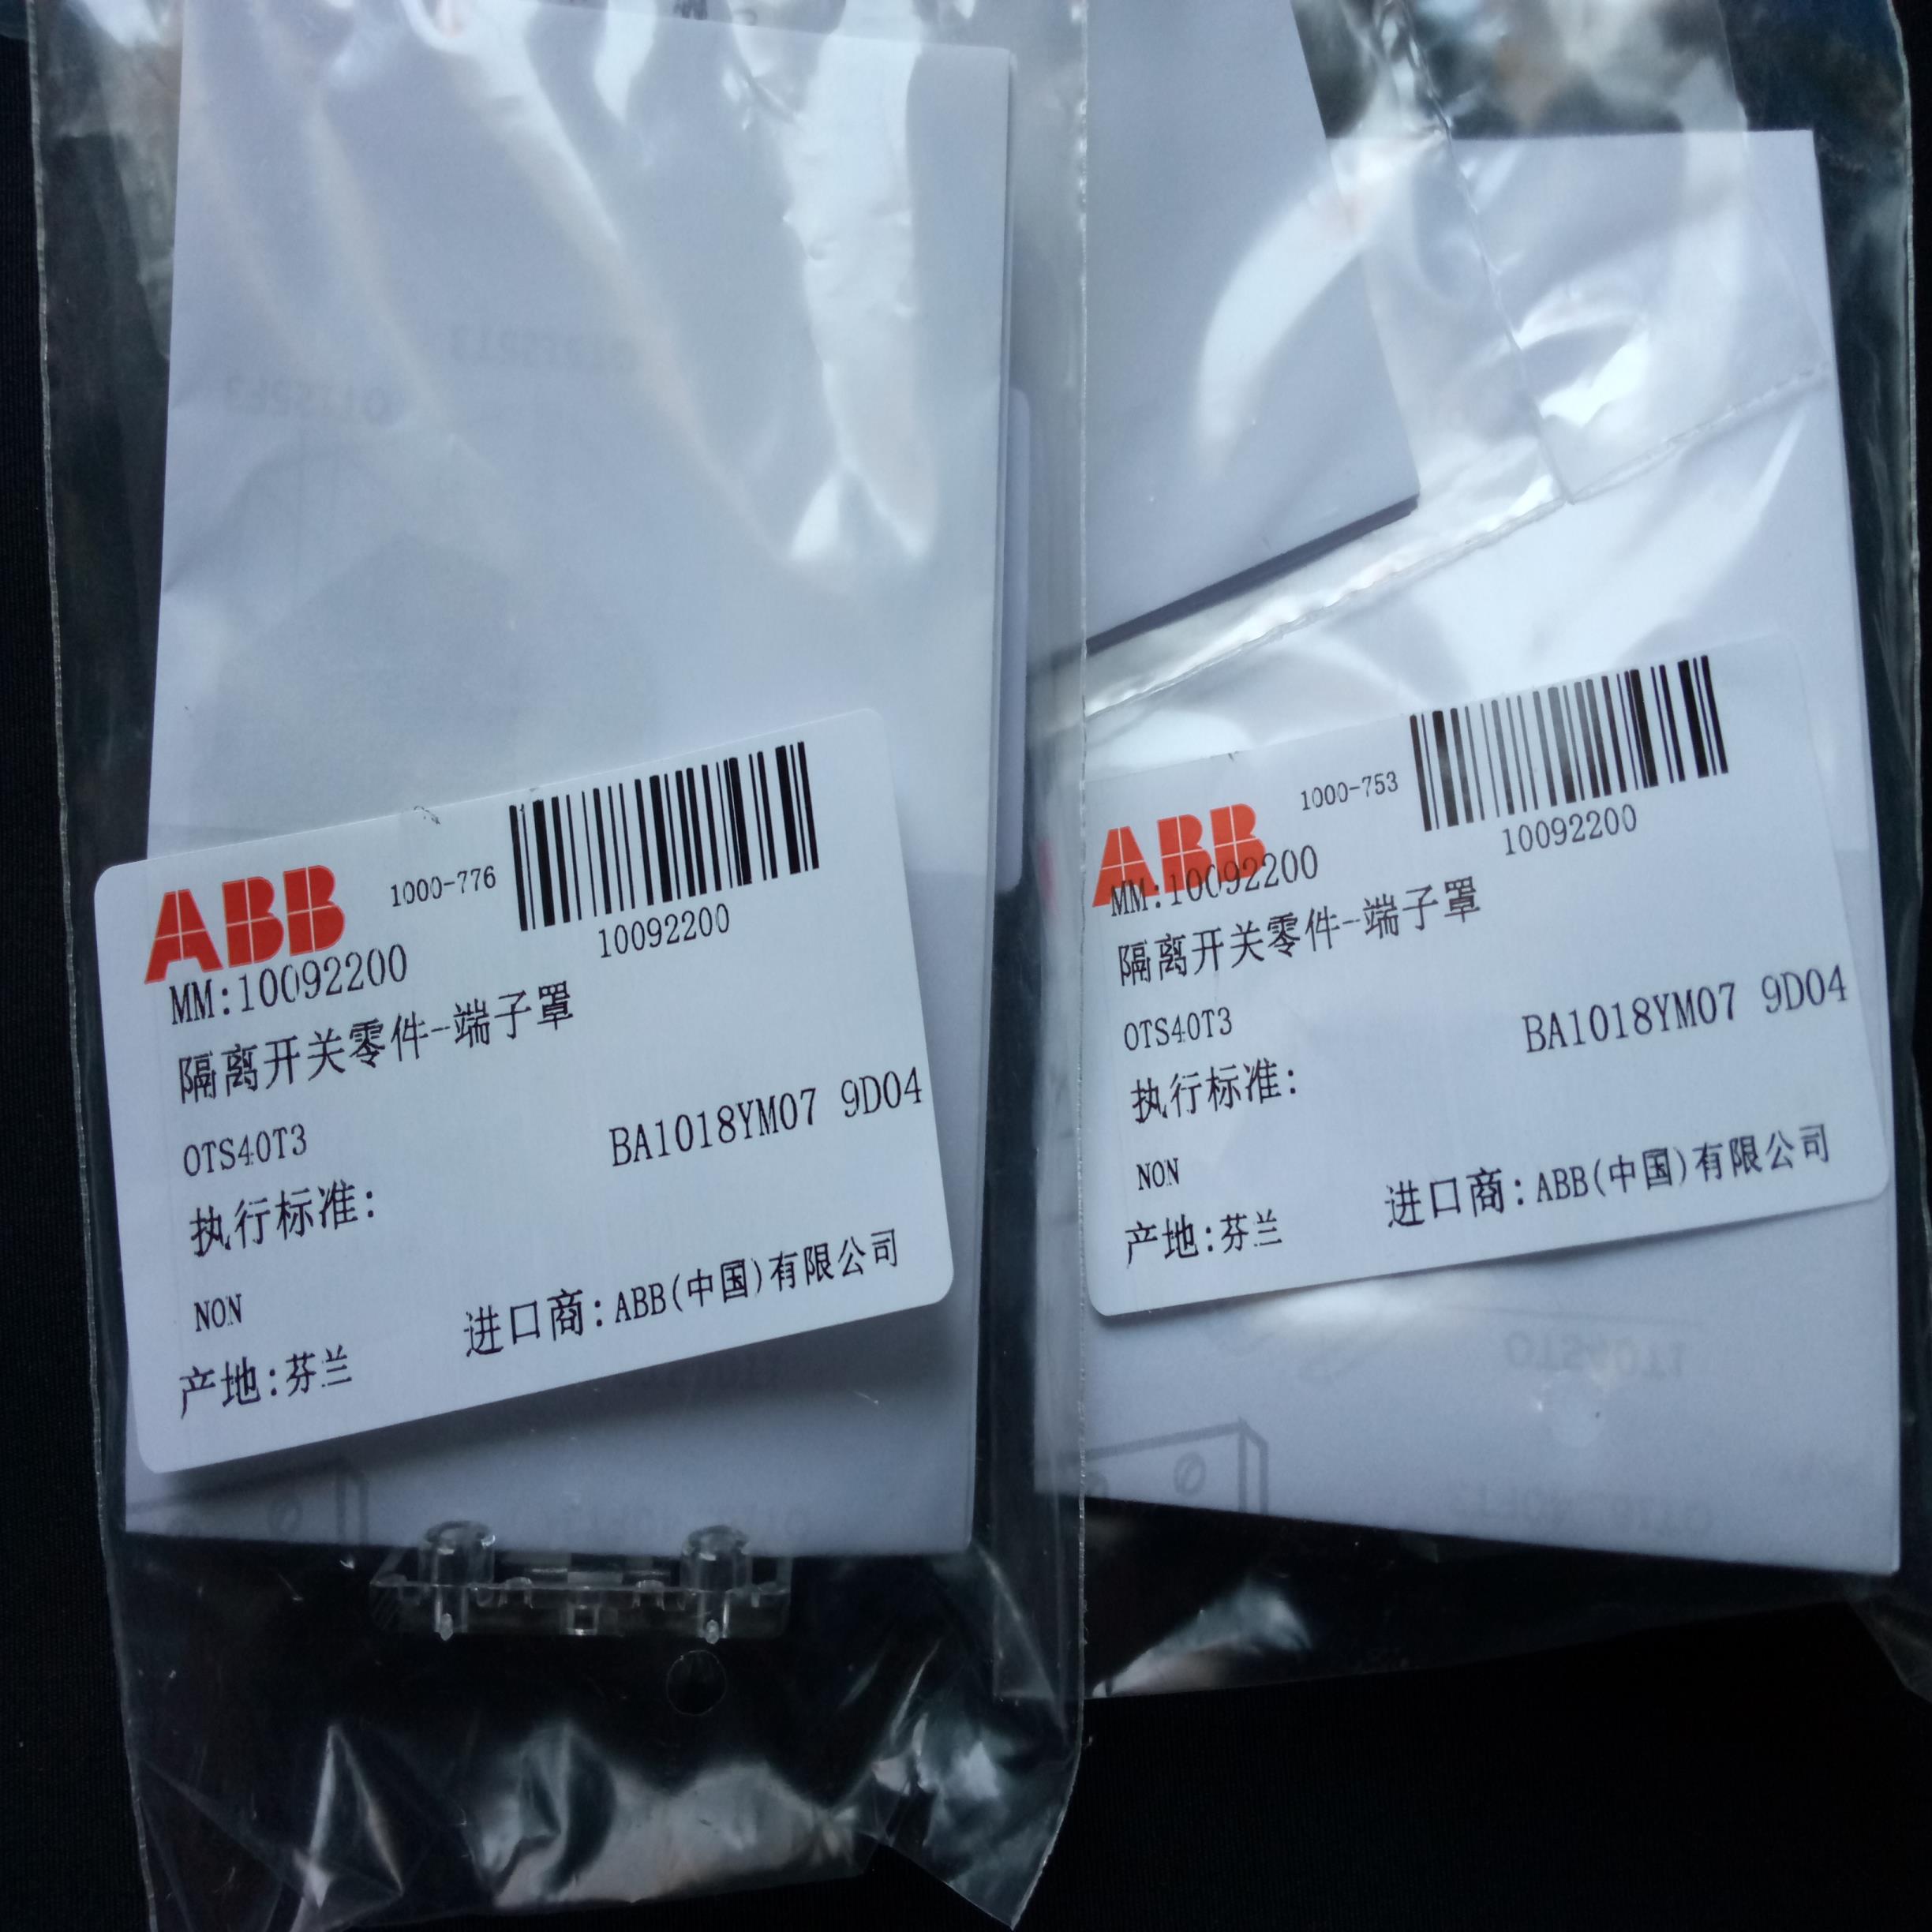 ABB
1000-776
10092200
MM:10092200
隔离开关零件-端子罩
OTS40T3
BA1018YM07 9D04
执行标准:
NON
产地:芬兰
进口商:ABB(中国)有限公司
ABB
1000-753
10092200
MM:10092200
隔离开关零件-端子罩
OTS40T3
BA1018YM07 9D04
执行标准:
NON
产地:芬兰
进口商:ABB(中国)有限公司
OTS40T1